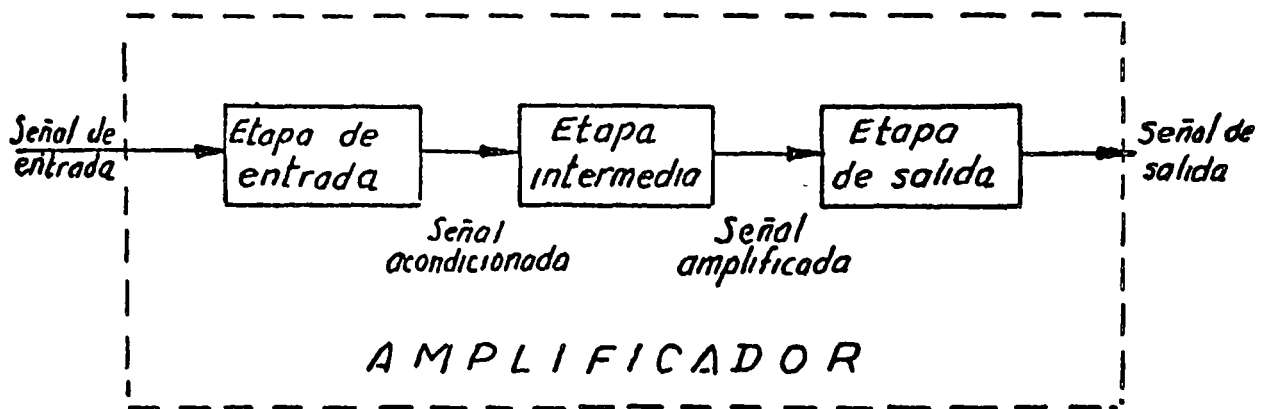 Señal de
entrada
Etapa de
entrada
Señal
acondicionada
Etapa
intermedia
Señal
amplificada
Etapa
de salida
Señal de
salida
AMPLIFICADOR